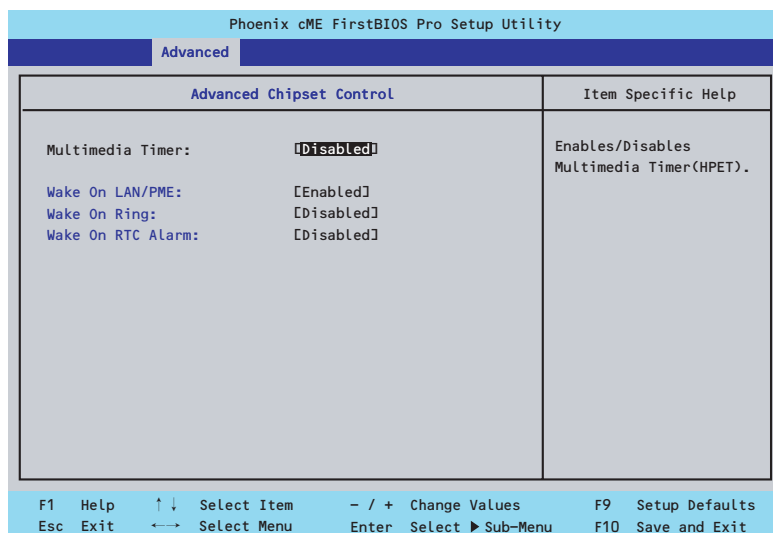 Phoenix cME FirstBIOS Pro Setup Utility
Advanced
Advanced Chipset Control
Item Specific Help
Multimedia Timer: [Disabled]
Wake On LAN/PME: [Enabled]
Wake On Ring: [Disabled]
Wake On RTC Alarm: [Disabled]
Enables/Disables
Multimedia Timer(HPET).
F1 Help ↑↓ Select Item - / + Change Values F9 Setup Defaults
Esc Exit ←→ Select Menu Enter Select ▶ Sub-Menu F10 Save and Exit